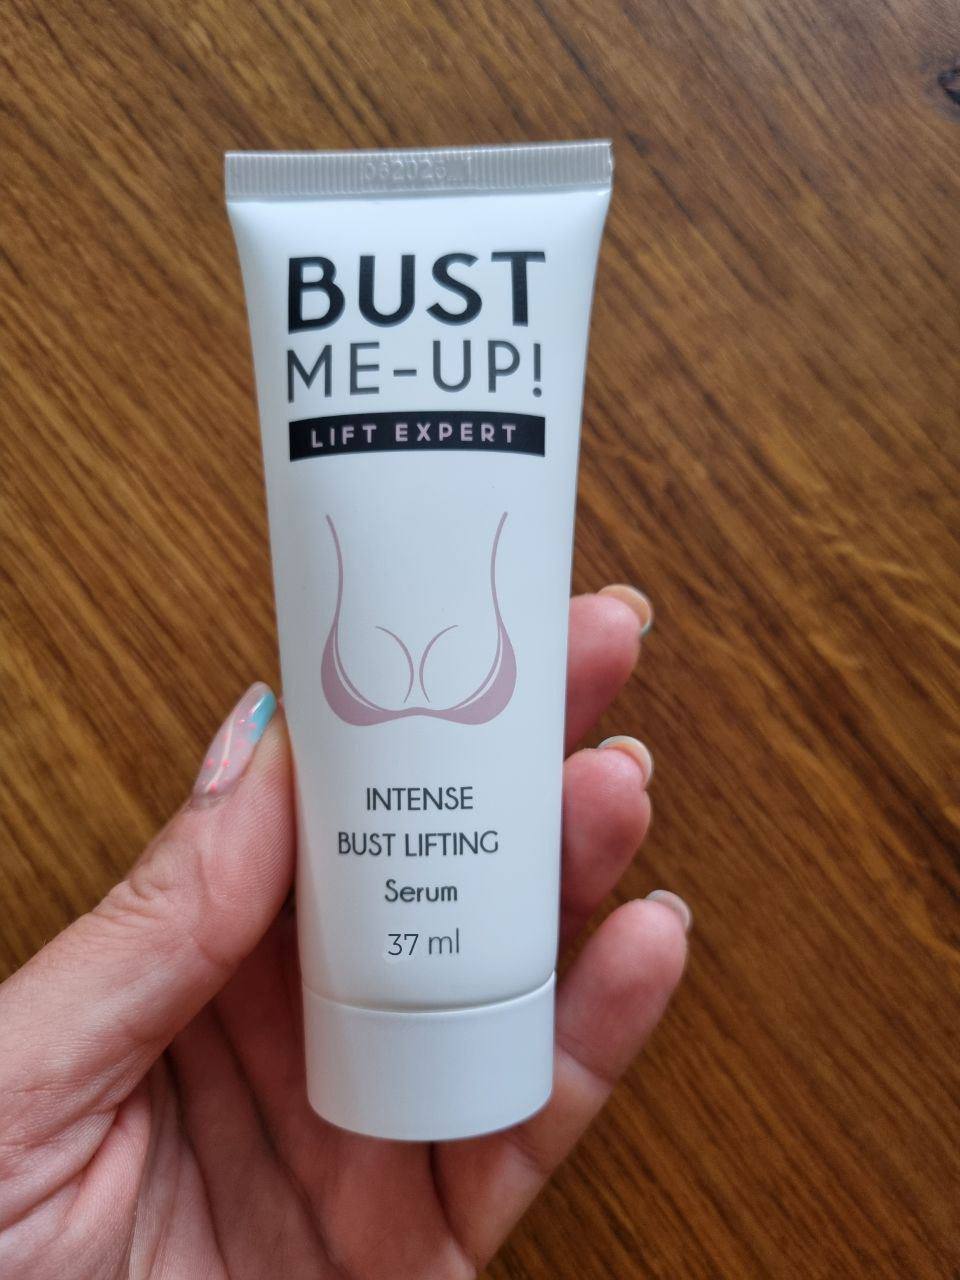 BUST
ME-UP!
LIFT EXPERT
INTENSE
BUST LIFTING
Serum
37 ml